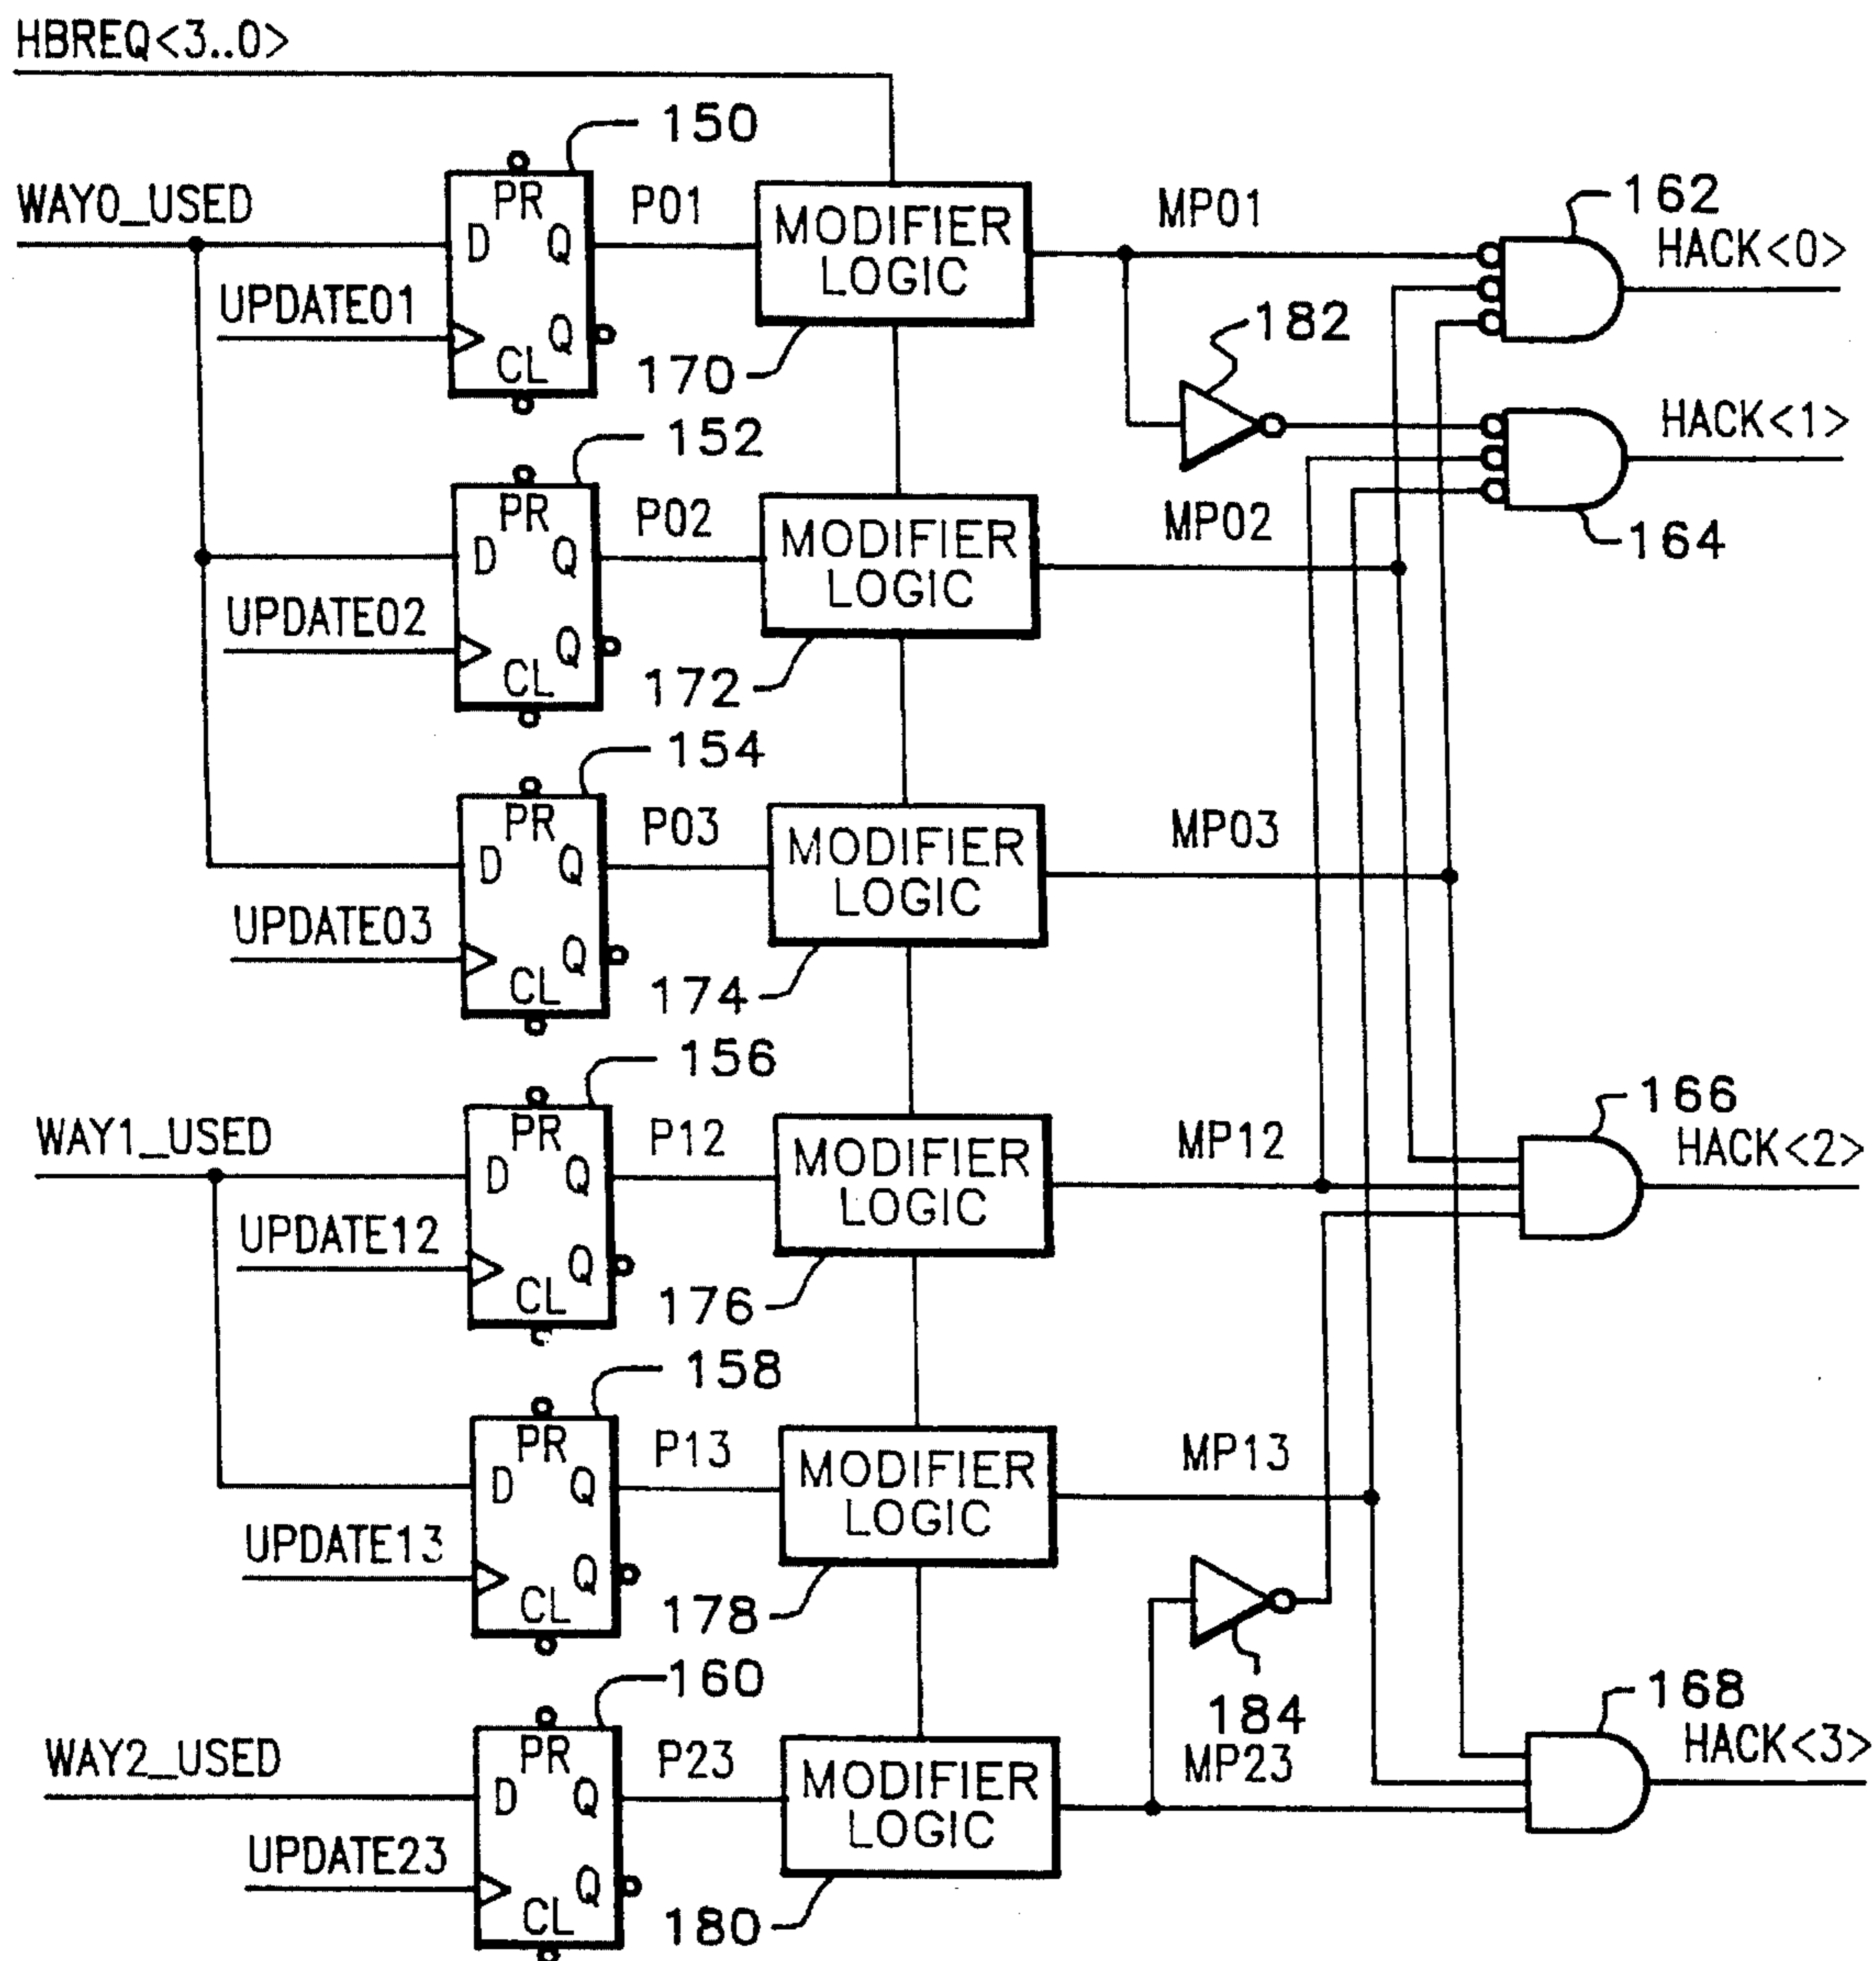 HBREQ<3..0>
150
WAY0_USED
PR
D
Q
Q
CL
P01
MODIFIER
LOGIC
MP01
162
HACK<0>
UPDATE01
170
182
HACK<1>
164
152
PR
D
Q
Q
CL
P02
MODIFIER
LOGIC
MP02
UPDATE02
172
154
PR
D
Q
Q
CL
P03
MODIFIER
LOGIC
MP03
UPDATE03
174
156
WAY1_USED
PR
D
Q
Q
CL
P12
MODIFIER
LOGIC
MP12
166
HACK<2>
UPDATE12
176
158
PR
D
Q
Q
CL
P13
MODIFIER
LOGIC
MP13
UPDATE13
178
184
160
WAY2_USED
PR
D
Q
Q
CL
P23
MODIFIER
LOGIC
MP23
168
HACK<3>
UPDATE23
180